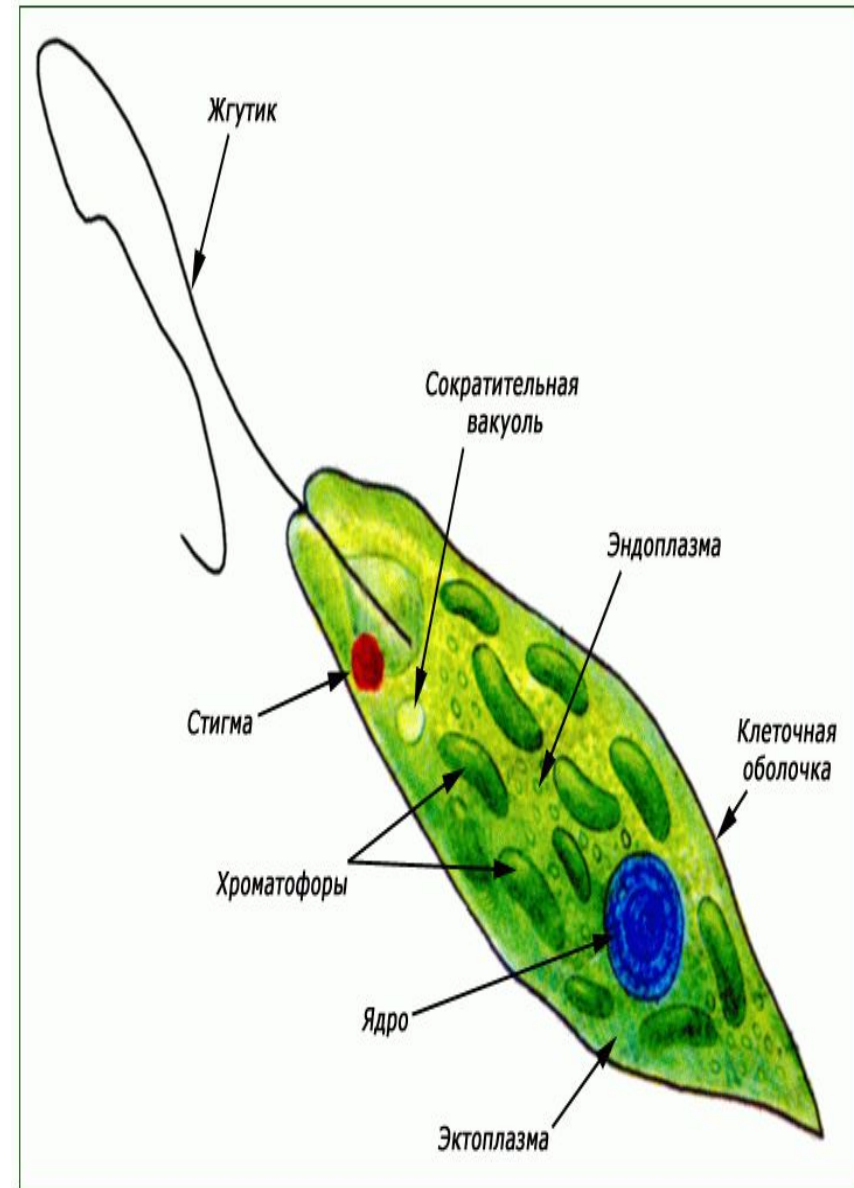 Жгутик
Сократительная
вакуоль
Эндоплазма
Стигма
Клеточная
оболочка
Хроматофоры
Ядро
Эктоплазма